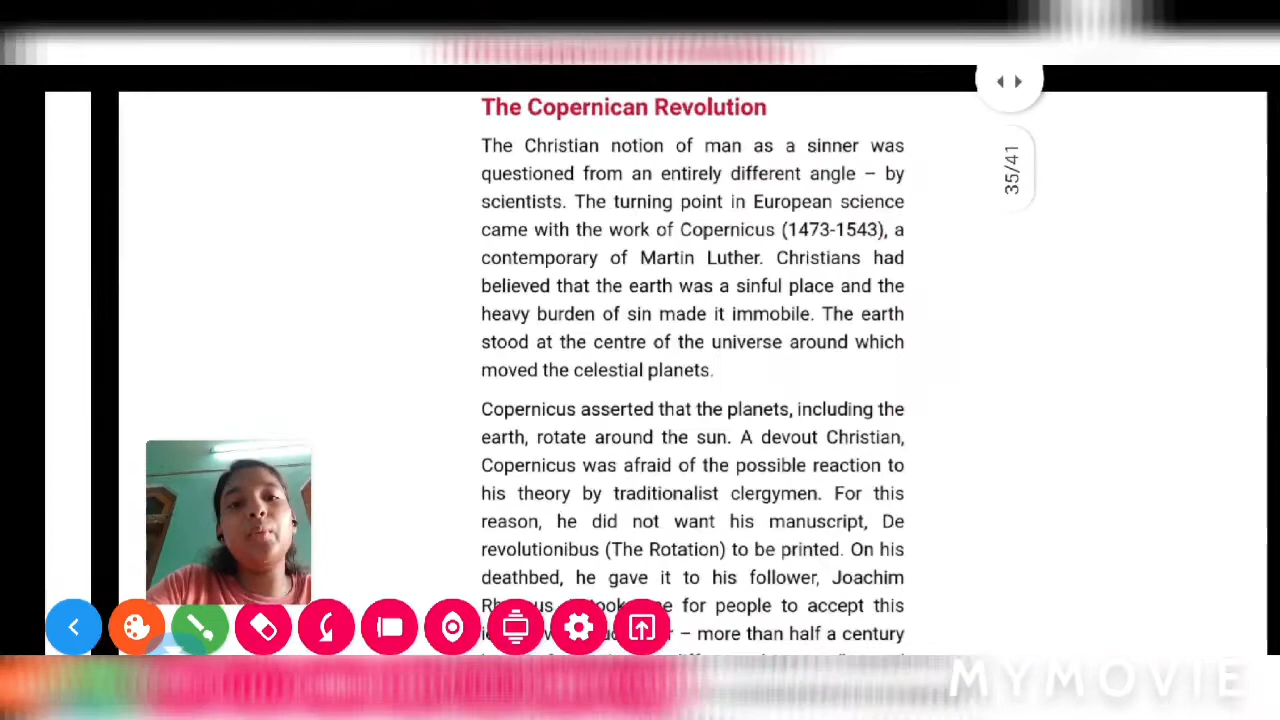 The Copernican Revolution
The Christian notion of man as a sinner was
questioned from an entirely different angle – by
scientists. The turning point in European science
came with the work of Copernicus (1473-1543), a
contemporary of Martin Luther. Christians had
believed that the earth was a sinful place and the
heavy burden of sin made it immobile. The earth
stood at the centre of the universe around which
moved the celestial planets.
Copernicus asserted that the planets, including the
earth, rotate around the sun. A devout Christian,
Copernicus was afraid of the possible reaction to
his theory by traditionalist clergymen. For this
reason, he did not want his manuscript, De
revolutionibus (The Rotation) to be printed. On his
deathbed, he gave it to his follower, Joachim
for people to accept this
– more than half a century
35/41
MYMOVIE